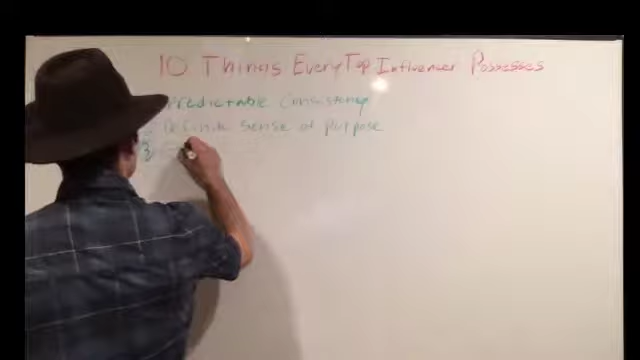 10 Things Every Top Influencer Possesses
Predictable Consistency
Definite sense of purpose
3